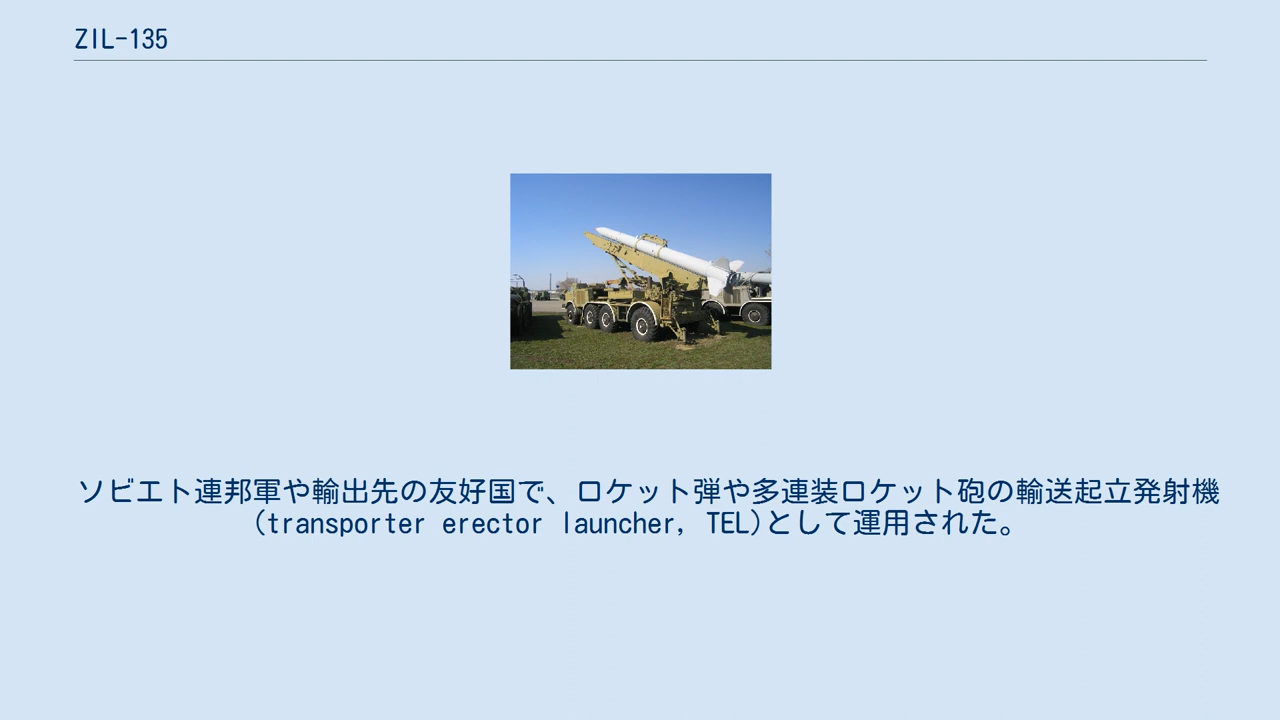 ZIL-135
ソビエト連邦軍や輸出先の友好国で、ロケット弾や多連装ロケット砲の輸送起立発射機
(transporter erector launcher, TEL)として運用された。